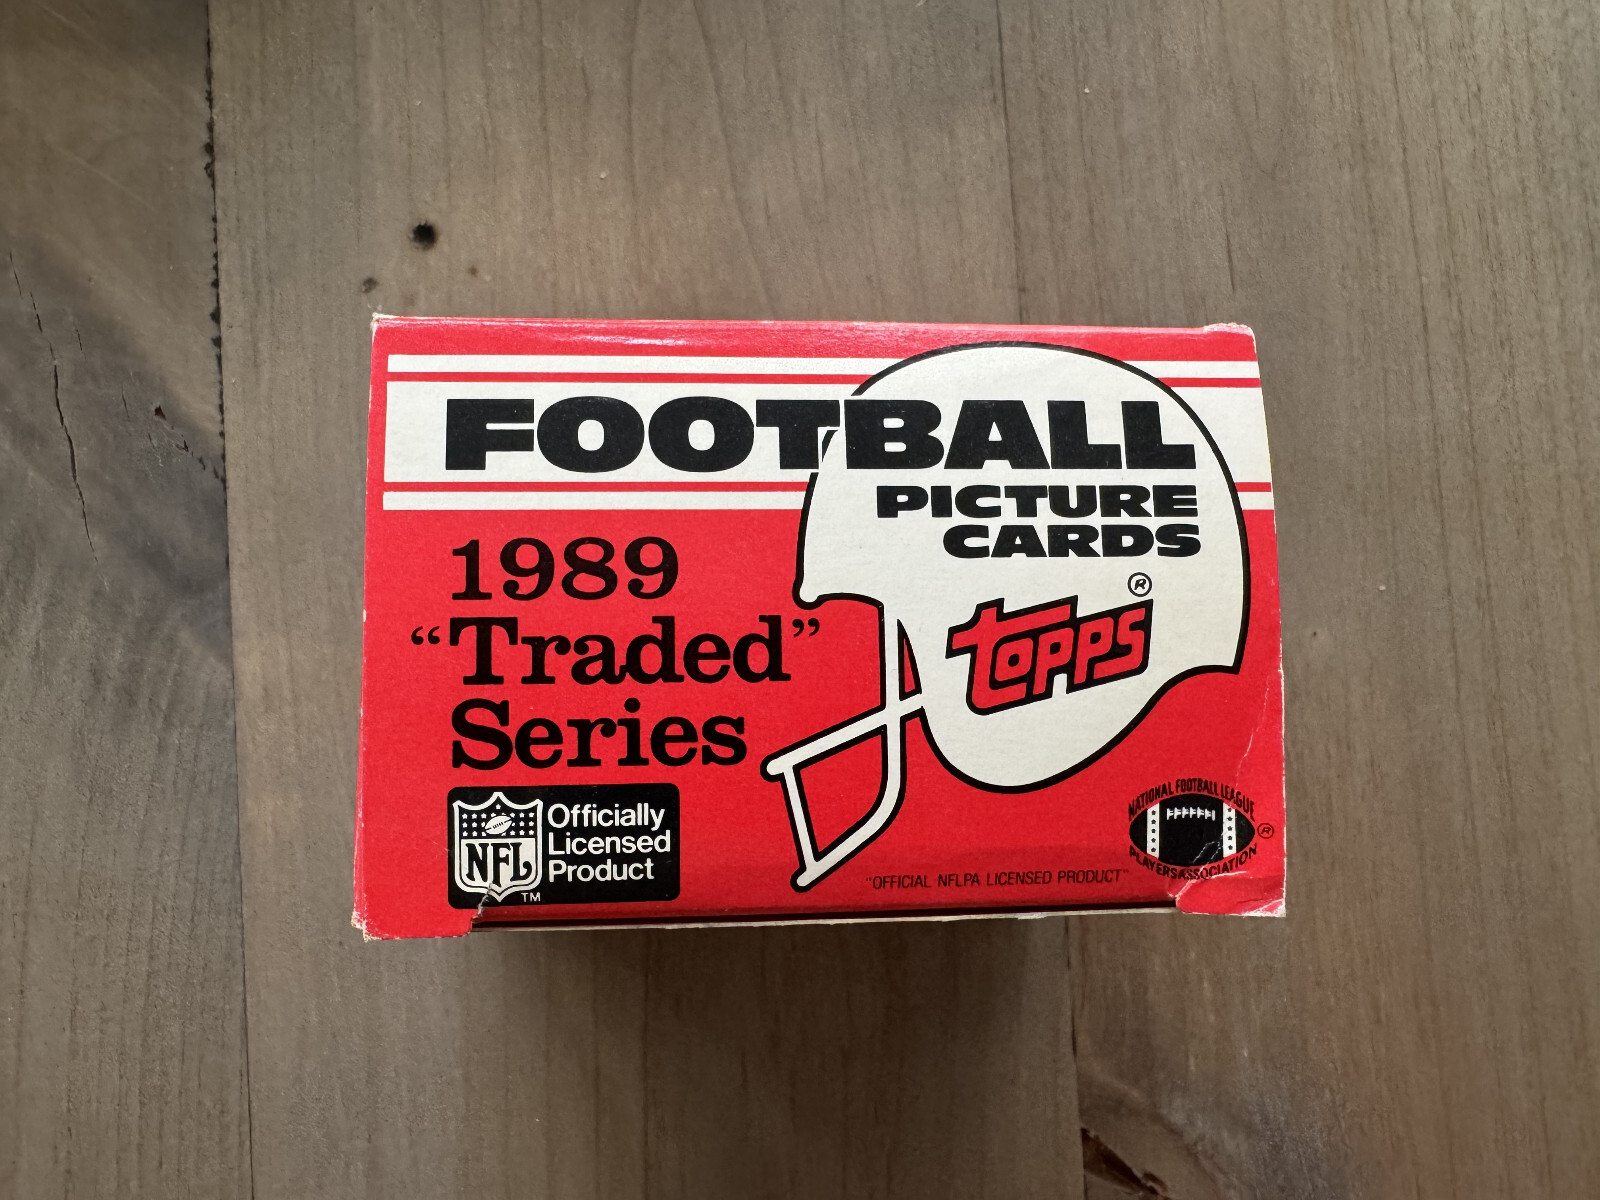 FOOTBALL
PICTURE
CARDS
®
TOPPS
1989
“Traded”
Series
NFL
TM
Officially
Licensed
Product
"OFFICIAL NFLPA LICENSED PRODUCT"
NATIONAL FOOTBALL LEAGUE
PLAYERS ASSOCIATION
®